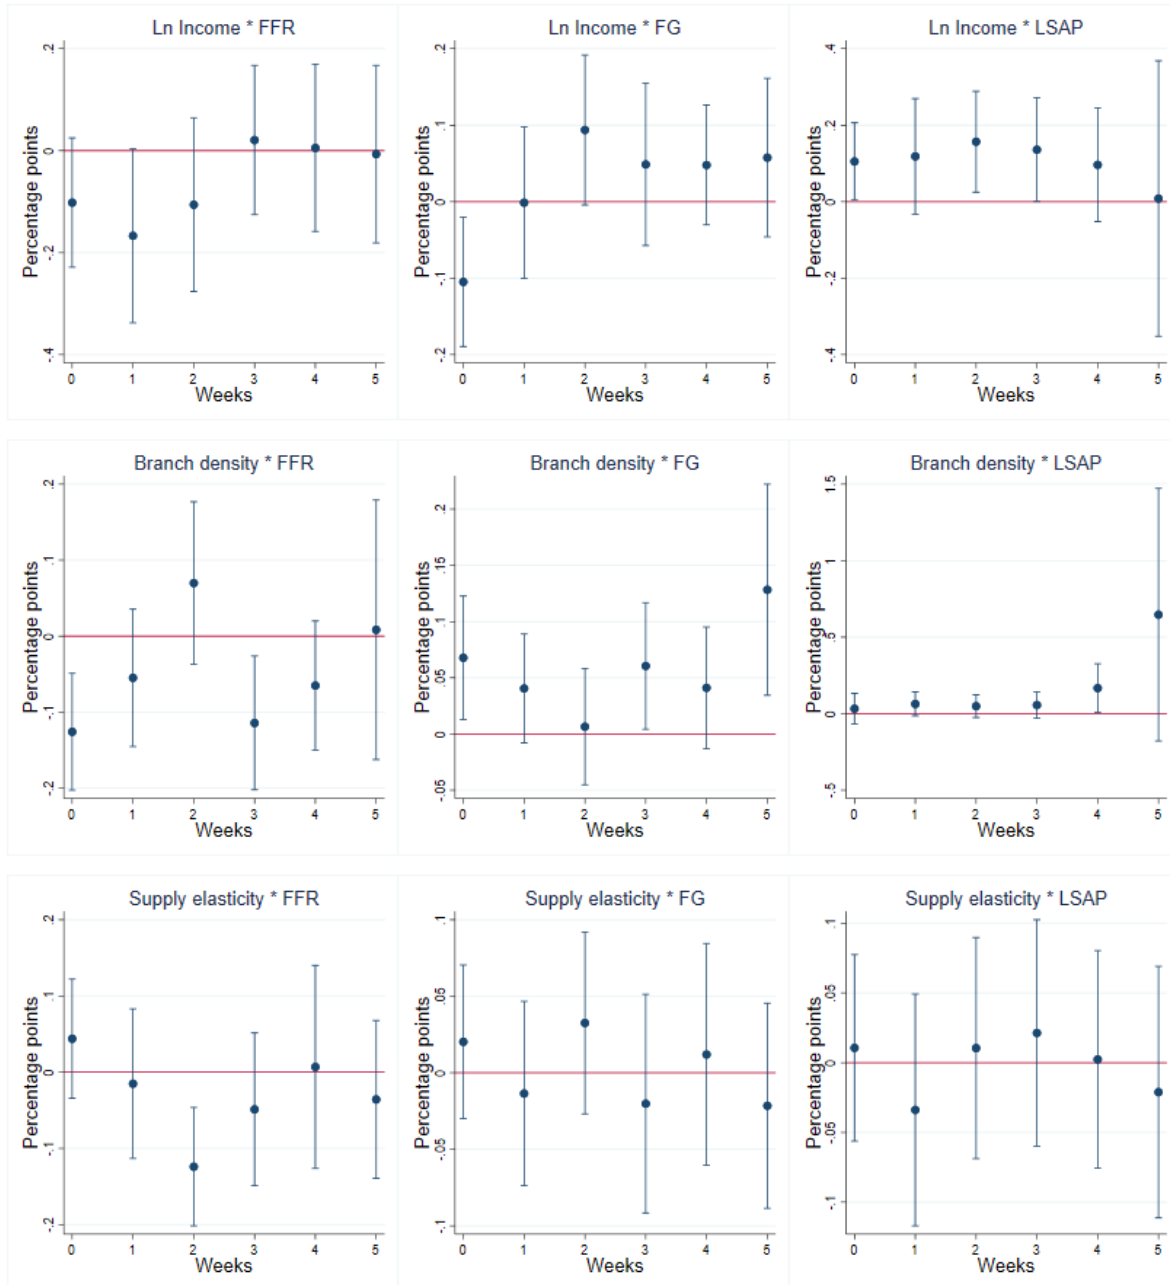 Ln Income * FFR
Percentage points
.2
0
-.2
-.4
0 1 2 3 4 5
Weeks
Ln Income * FG
Percentage points
.2
.1
0
-.1
-.2
0 1 2 3 4 5
Weeks
Ln Income * LSAP
Percentage points
.4
.2
0
-.2
-.4
0 1 2 3 4 5
Weeks
Branch density * FFR
Percentage points
.2
.1
0
-.1
-.2
0 1 2 3 4 5
Weeks
Branch density * FG
Percentage points
.2
.15
.1
.05
0
-.05
0 1 2 3 4 5
Weeks
Branch density * LSAP
Percentage points
1.5
1
.5
0
-.5
0 1 2 3 4 5
Weeks
Supply elasticity * FFR
Percentage points
.2
.1
0
-.1
-.2
0 1 2 3 4 5
Weeks
Supply elasticity * FG
Percentage points
.1
.05
0
-.05
-.1
0 1 2 3 4 5
Weeks
Supply elasticity * LSAP
Percentage points
.1
.05
0
-.05
-.1
0 1 2 3 4 5
Weeks